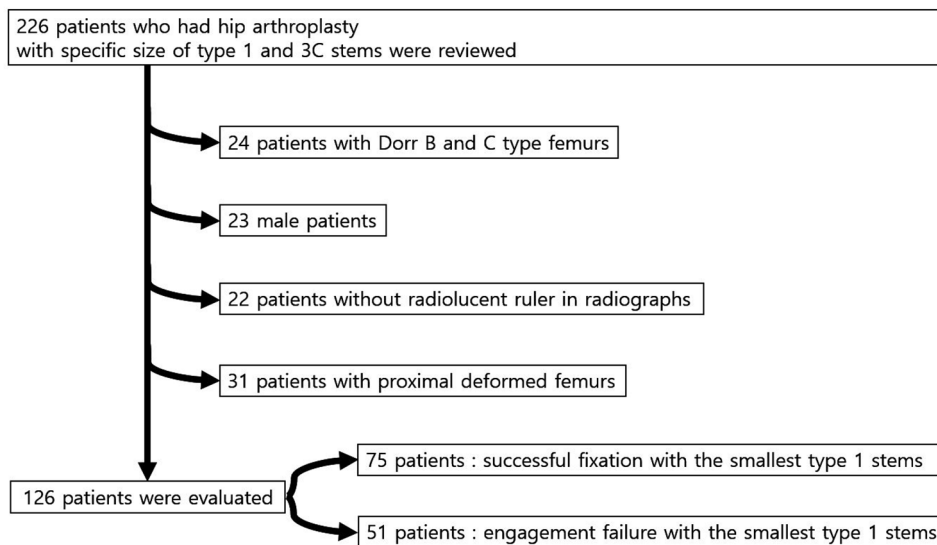 226 patients who had hip arthroplasty
with specific size of type 1 and 3C stems were reviewed
24 patients with Dorr B and C type femurs
23 male patients
22 patients without radiolucent ruler in radiographs
31 patients with proximal deformed femurs
75 patients : successful fixation with the smallest type 1 stems
126 patients were evaluated
51 patients : engagement failure with the smallest type 1 stems